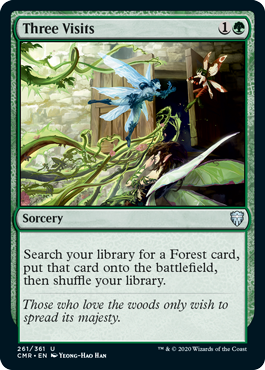 Three Visits 1
Sorcery
Search your library for a Forest card,
put that card onto the battlefield,
then shuffle your library.
Those who love the woods only wish to
spread its majesty.
261/361 U
CMR • EN Yeong-Hao Han
™ & © 2020 Wizards of the Coast